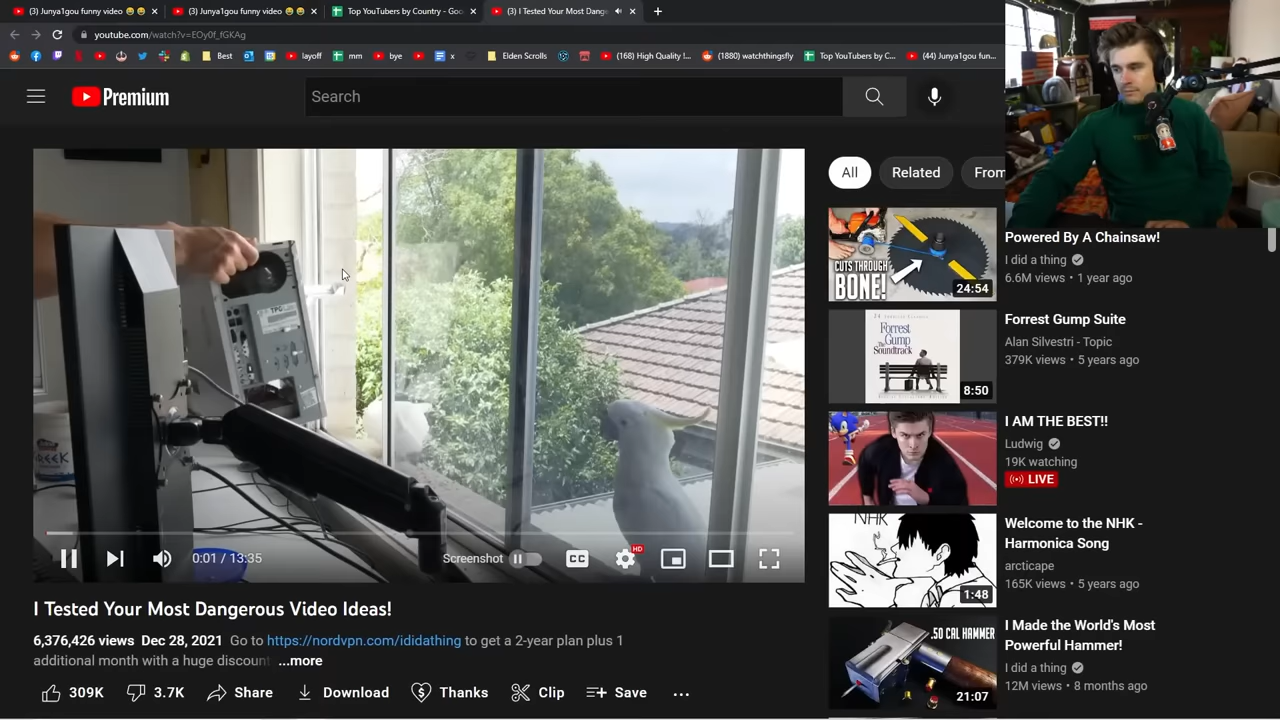 (3) Junya1gou funny video 😄 😄
(3) Junya1gou funny video 😄 😄
Top YouTubers by Country - Goo
(3) I Tested Your Most Dange
youtube.com/watch?v=EOy0f_fGKAg
Best
layoff
mm
bye
x
Elden Scrolls
(168) High Quality I...
(1880) watchthingsfly
Top YouTubers by C...
(44) Junya1gou fun...
Premium
Search
All
Related
From
CUTS THROUGH
BONE!
24:54
Powered By A Chainsaw!
I did a thing
6.6M views • 1 year ago
Forrest
Gump
The
Soundtrack
8:50
Forrest Gump Suite
Alan Silvestri - Topic
379K views • 5 years ago
I AM THE BEST!!
Ludwig
19K watching
LIVE
NHK
1:48
Welcome to the NHK -
Harmonica Song
arcticape
165K views • 5 years ago
.50 CAL HAMMER
21:07
I Made the World's Most
Powerful Hammer!
I did a thing
12M views • 8 months ago
TPC
0:01 / 13:35
Screenshot
CC
HD
I Tested Your Most Dangerous Video Ideas!
6,376,426 views Dec 28, 2021 Go to https://nordvpn.com/ididathing to get a 2-year plan plus 1
additional month with a huge discount ...more
309K
3.7K
Share
Download
Thanks
Clip
Save